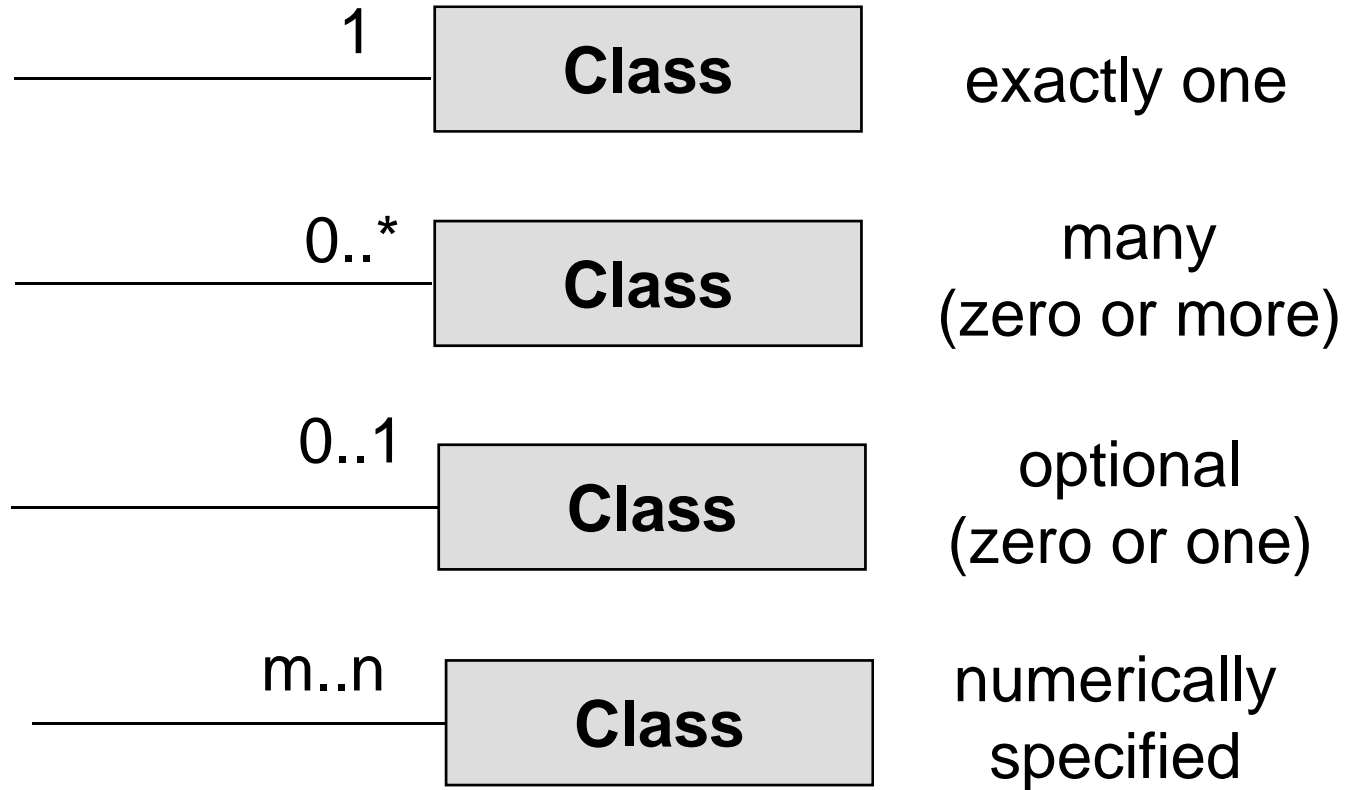 1
Class
exactly one
0..*
Class
many
(zero or more)
0..1
Class
optional
(zero or one)
m..n
Class
numerically
specified